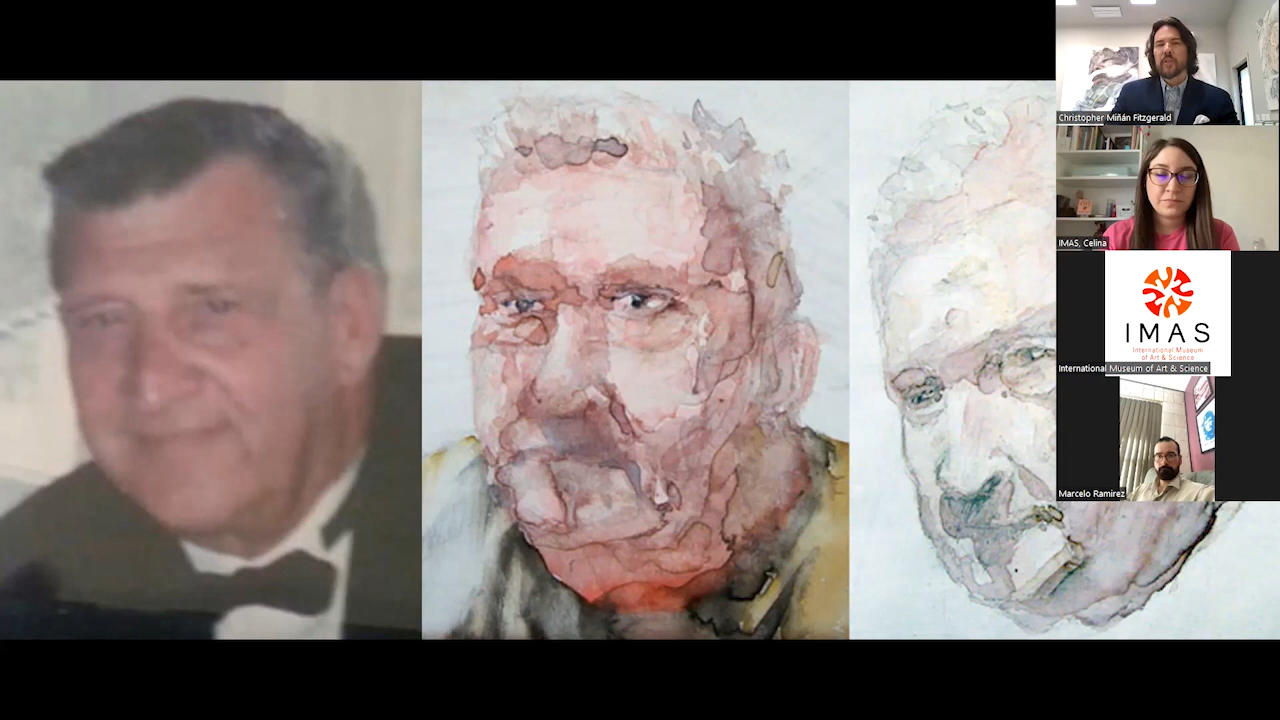 Christopher Miñán Fitzgerald
IMAS, Celina
IMAS
International Museum
of Art & Science
International Museum of Art & Science
Marcelo Ramirez